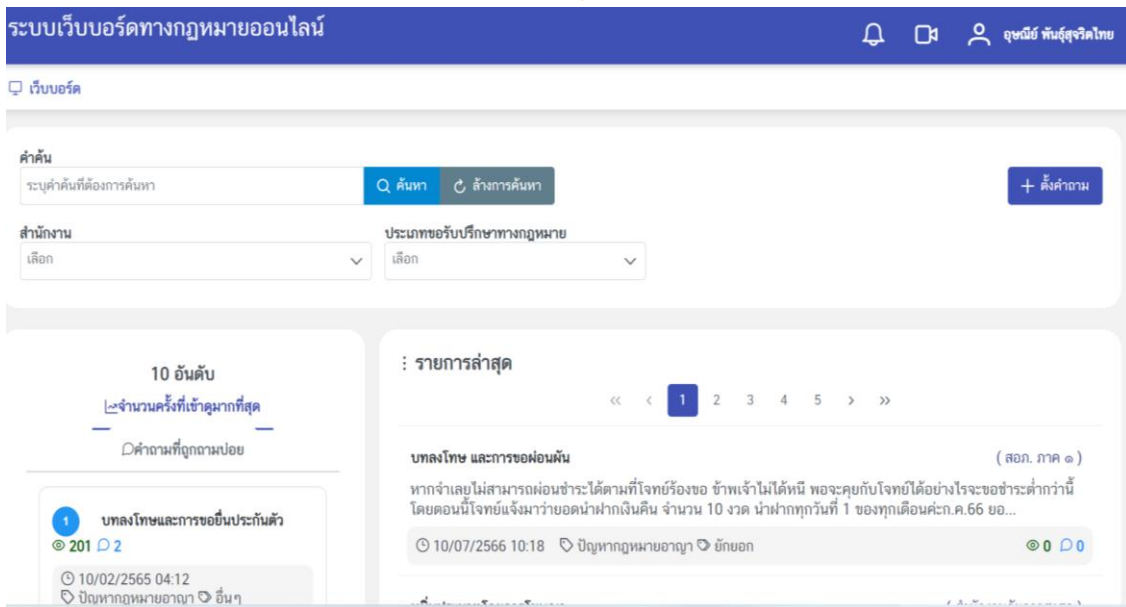 ระบบเว็บบอร์ดทางกฎหมายออนไลน์
อุษณีย์ พันธุ์สุจริตไทย
เว็บบอร์ด
คำค้น
ระบุคำค้นที่ต้องการค้นหา
ค้นหา
ล้างการค้นหา
ตั้งคำถาม
สำนักงาน
ประเภทขอรับปรึกษาทางกฎหมาย
เลือก
เลือก
10 อันดับ
จำนวนครั้งที่เข้าดูมากที่สุด
คำถามที่ถูกถามบ่อย
1 บทลงโทษและการขอยื่นประกันตัว
201 2
10/02/2565 04:12
ปัญหากฎหมายอาญา อื่นๆ
รายการล่าสุด
« < 1 2 3 4 5 > »
บทลงโทษ และการขอผ่อนผัน
( สอภ. ภาค ๑ )
หากจำเลยไม่สามารถผ่อนชำระได้ตามที่โจทย์ร้องขอ ข้าพเจ้าไม่ได้หนี พอจะคุยกับโจทย์ได้อย่างไรจะขอชำระต่ำกว่านี้
โดยตอนนี้โจทย์แจ้งมาว่ายอดนำฝากเงินคืน จำนวน 10 งวด นำฝากทุกวันที่ 1 ของทุกเดือนค่ะก.ค.66 ยอ...
10/07/2566 10:18 ปัญหากฎหมายอาญา ยักยอก
0 0